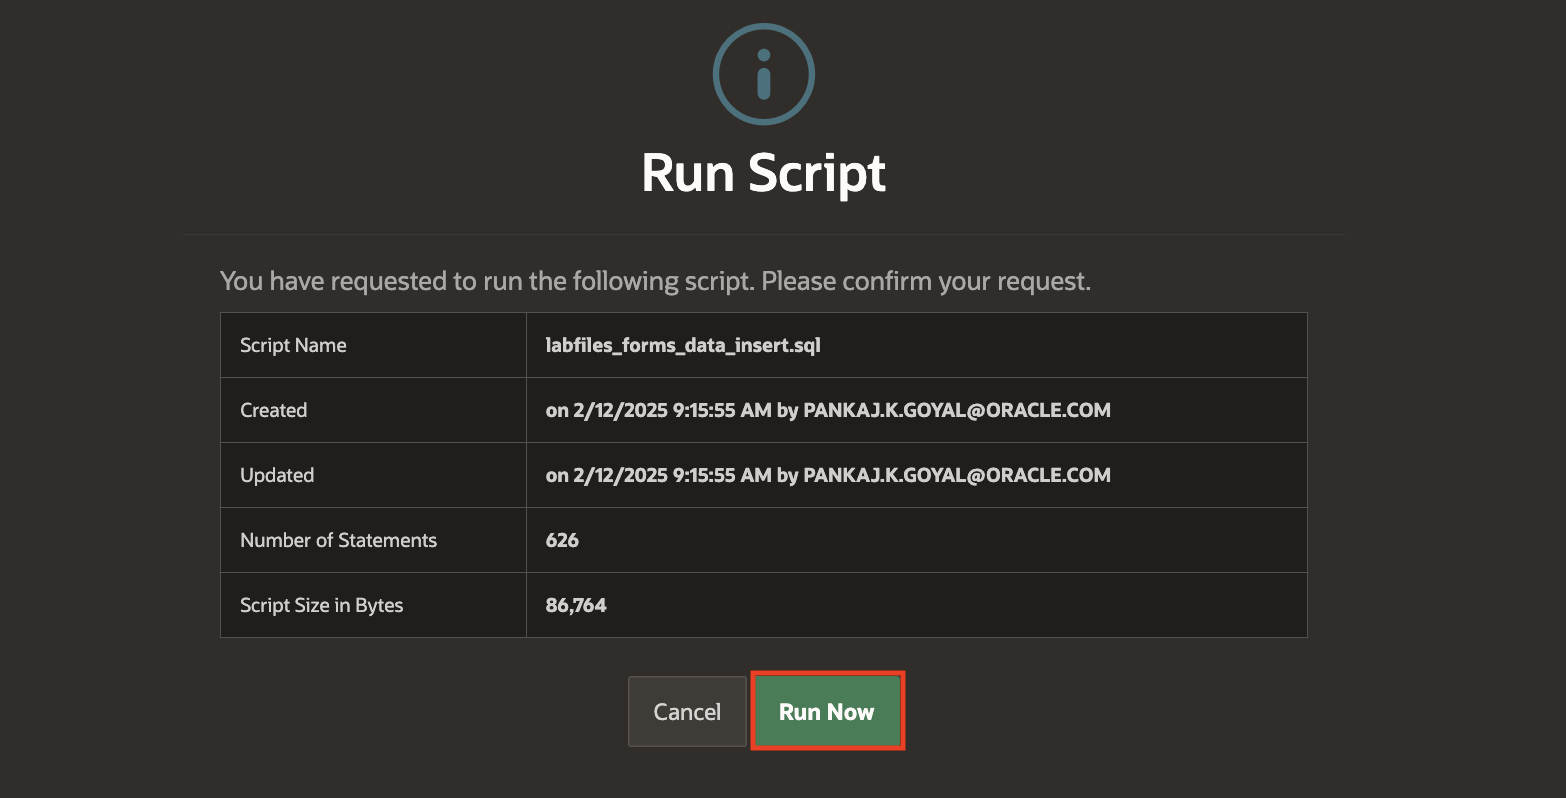 Run Script
You have requested to run the following script. Please confirm your request.
Script Name labfiles_forms_data_insert.sql
Created on 2/12/2025 9:15:55 AM by PANKAJ.K.GOYAL@ORACLE.COM
Updated on 2/12/2025 9:15:55 AM by PANKAJ.K.GOYAL@ORACLE.COM
Number of Statements 626
Script Size in Bytes 86,764
Cancel Run Now